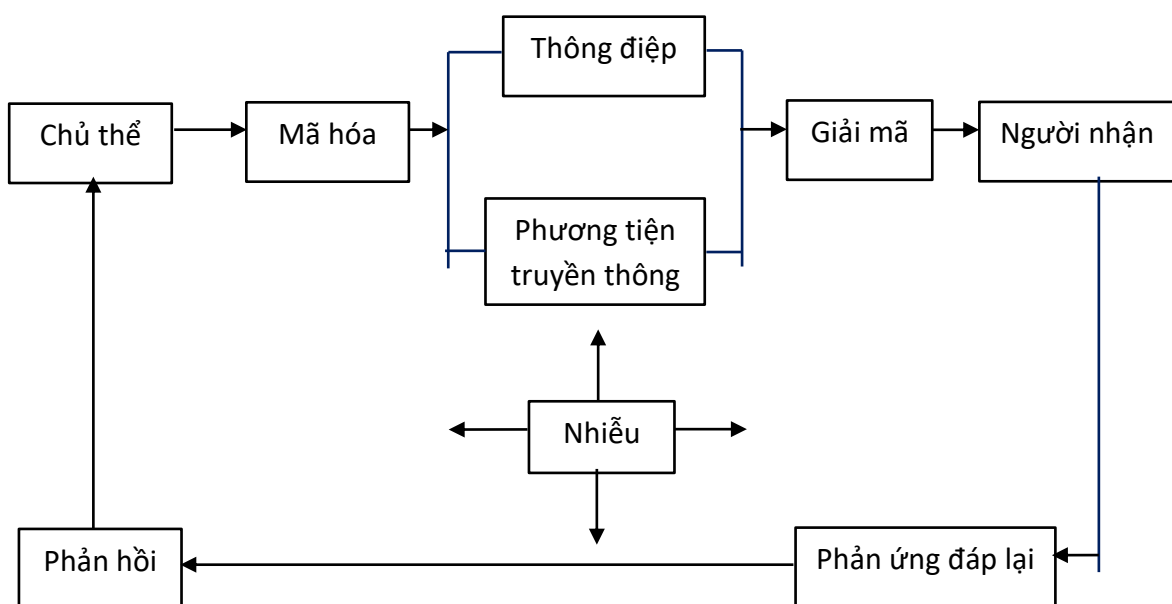 Thông điệp
Chủ thể
Mã hóa
Giải mã
Người nhận
Phương tiện
truyền thông
Nhiễu
Phản hồi
Phản ứng đáp lại